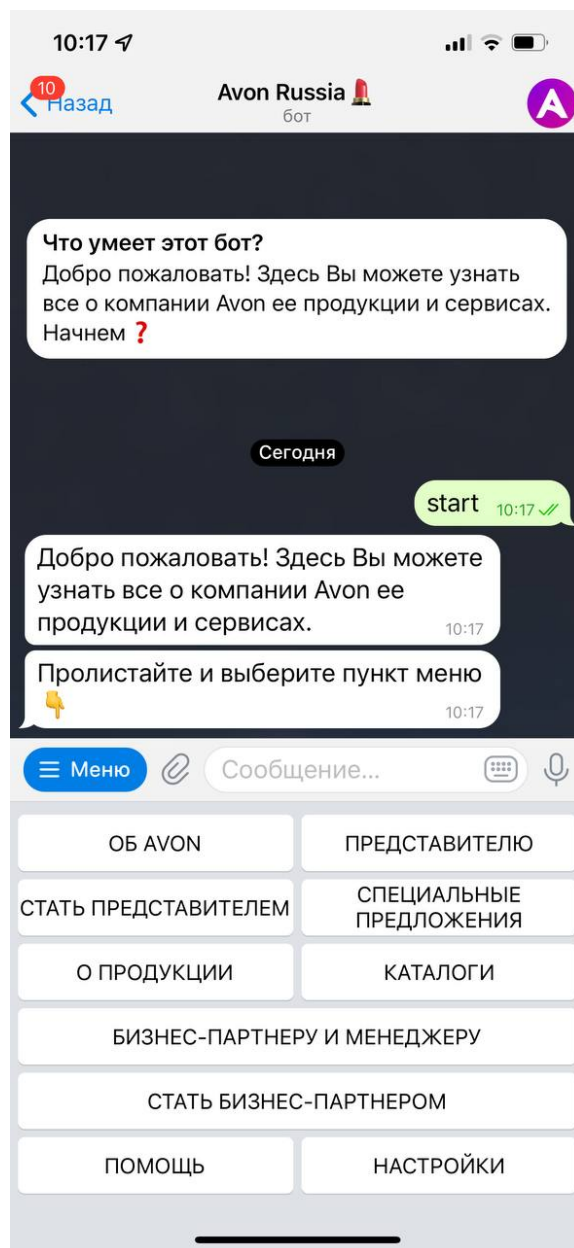 10:17
10
Назад
Avon Russia
бот
A
Что умеет этот бот?
Добро пожаловать! Здесь Вы можете узнать
все о компании Avon ее продукции и сервисах.
Начнем ❓
Сегодня
start 10:17
Добро пожаловать! Здесь Вы можете
узнать все о компании Avon ее
продукции и сервисах. 10:17
Пролистайте и выберите пункт меню
👇 10:17
Меню
Сообщение...
ОБ AVON
ПРЕДСТАВИТЕЛЮ
СТАТЬ ПРЕДСТАВИТЕЛЕМ
СПЕЦИАЛЬНЫЕ
ПРЕДЛОЖЕНИЯ
О ПРОДУКЦИИ
КАТАЛОГИ
БИЗНЕС-ПАРТНЕРУ И МЕНЕДЖЕРУ
СТАТЬ БИЗНЕС-ПАРТНЕРОМ
ПОМОЩЬ
НАСТРОЙКИ